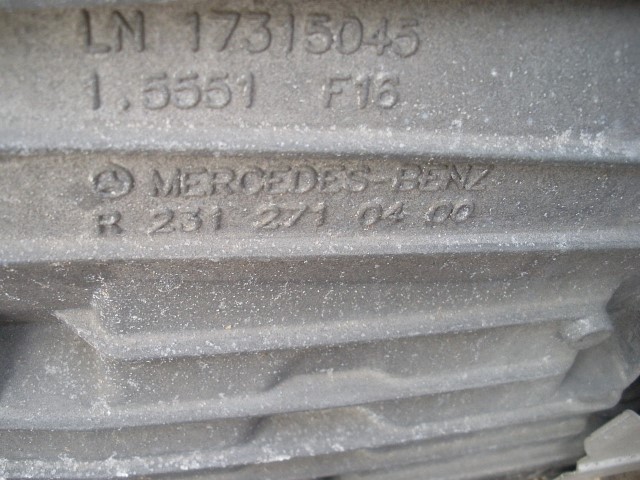 LN 17315045
1.5551 F16
MERCEDES-BENZ
R 231 271 04 00